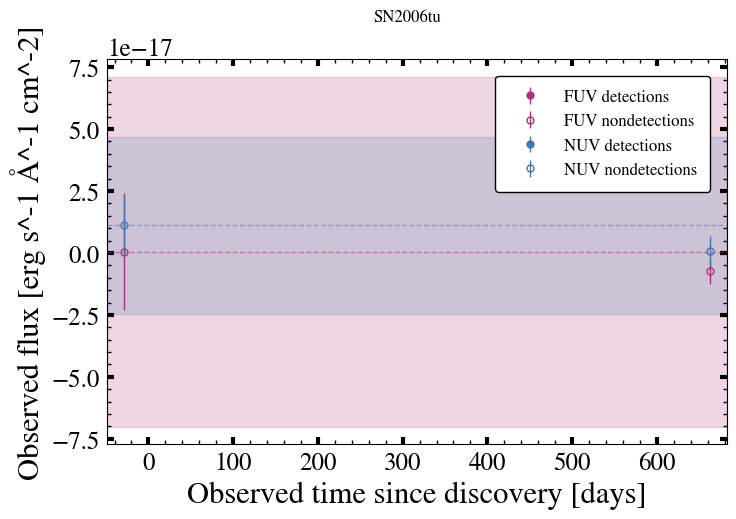 SN2006tu
1e−17
7.5
5.0
2.5
0.0
−2.5
−5.0
−7.5
Observed flux [erg s^-1 Å^-1 cm^-2]
FUV detections
FUV nondetections
NUV detections
NUV nondetections
0 100 200 300 400 500 600
Observed time since discovery [days]